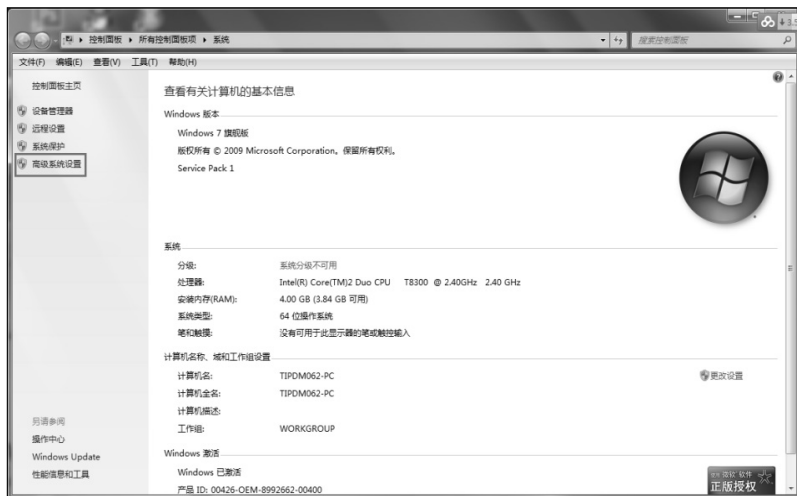 3.5
控制面板 ▸ 所有控制面板项 ▸ 系统
搜索控制面板
文件(F) 编辑(E) 查看(V) 工具(T) 帮助(H)
控制面板主页
设备管理器
远程设置
系统保护
高级系统设置
查看有关计算机的基本信息
Windows 版本
Windows 7 旗舰版
版权所有 © 2009 Microsoft Corporation。保留所有权利。
Service Pack 1
系统
分级: 系统分级不可用
处理器: Intel(R) Core(TM)2 Duo CPU T8300 @ 2.40GHz 2.40 GHz
安装内存(RAM): 4.00 GB (3.84 GB 可用)
系统类型: 64 位操作系统
笔和触摸: 没有可用于此显示器的笔或触控输入
计算机名称、域和工作组设置
计算机名: TIPDM062-PC 更改设置
计算机全名: TIPDM062-PC
计算机描述:
工作组: WORKGROUP
Windows 激活
Windows 已激活
产品 ID: 00426-OEM-8992662-00400
另请参阅
操作中心
Windows Update
性能信息和工具
微软 软件
正版授权